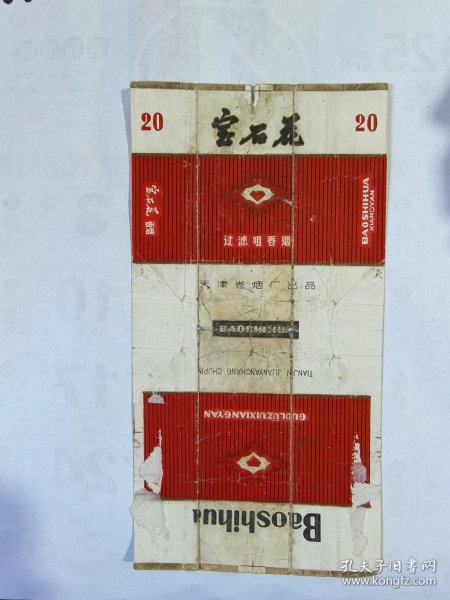 20 宝石花 20
宝石花
BAOSHIHUA
XIANGYAN
过滤咀香烟
天津卷烟厂出品
BAOSHIHUA
TIANJIN JUANYANCHANG CHUPIN
GUOLÜZUIXIANGYAN
Baoshihua
孔夫子旧书网
www.kongfz.com